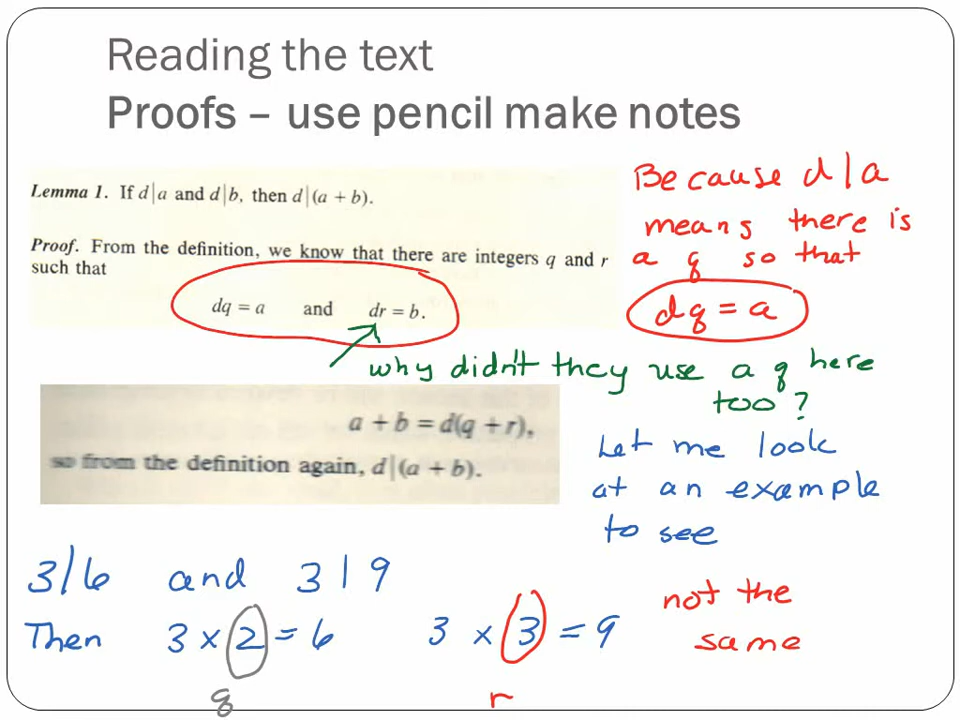 Reading the text
Proofs – use pencil make notes
Lemma 1. If d|a and d|b, then d|(a + b).
Proof. From the definition, we know that there are integers q and r
such that
dq = a and dr = b.
Because d|a
means there is
a q so that
dq = a
why didn't they use a q here
too?
a + b = d(q + r),
so from the definition again, d|(a + b).
Let me look
at an example
to see
3|6 and 3|9
Then 3 × 2 = 6 3 × 3 = 9
q r
not the
same